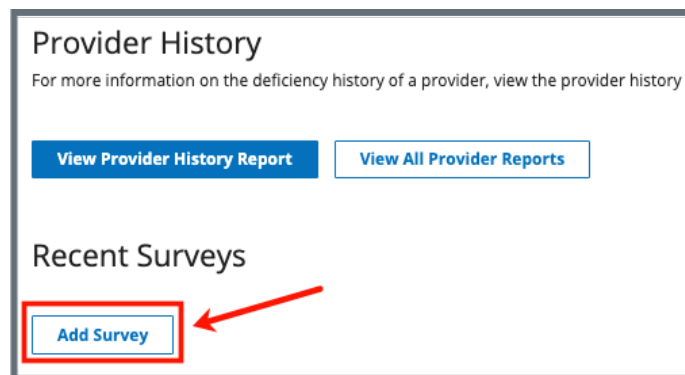 Provider History
For more information on the deficiency history of a provider, view the provider history
View Provider History Report
View All Provider Reports
Recent Surveys
Add Survey